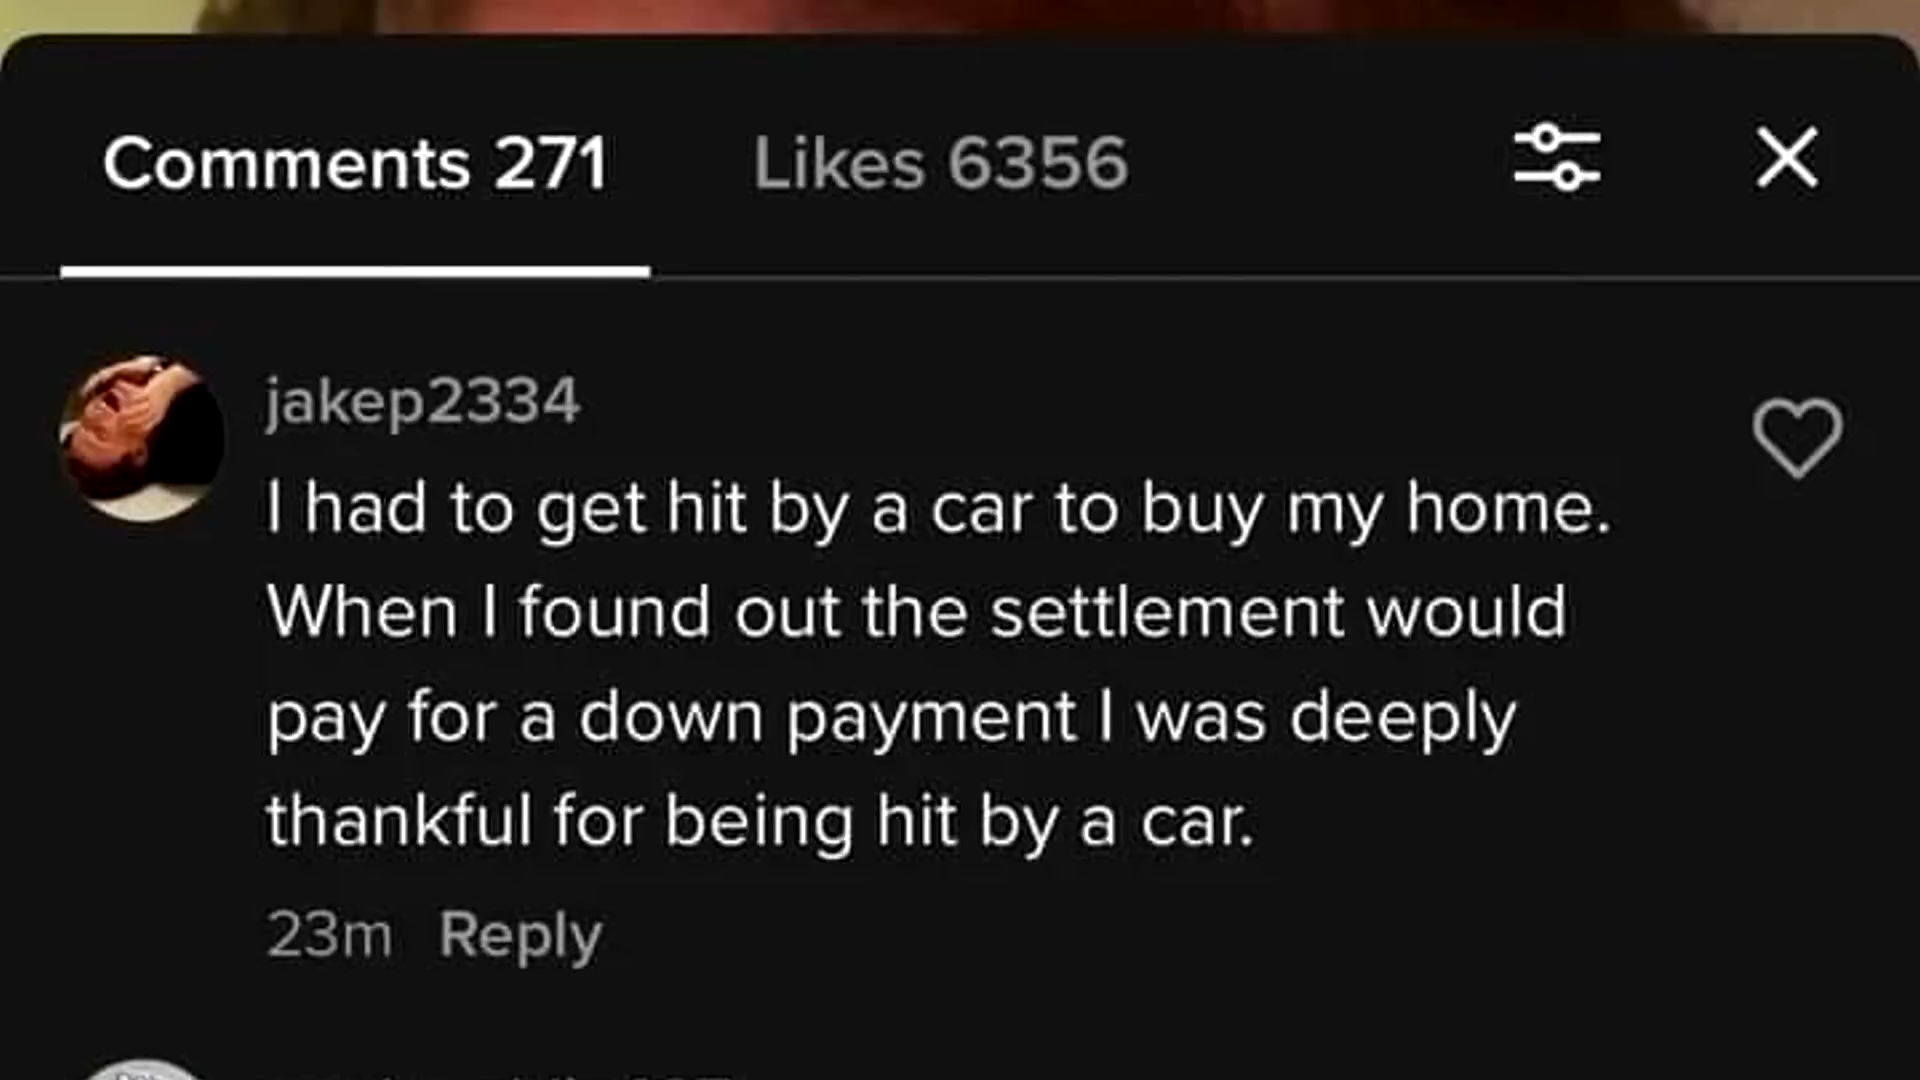 Comments 271 Likes 6356
jakep2334
I had to get hit by a car to buy my home.
When I found out the settlement would
pay for a down payment I was deeply
thankful for being hit by a car.
23m Reply